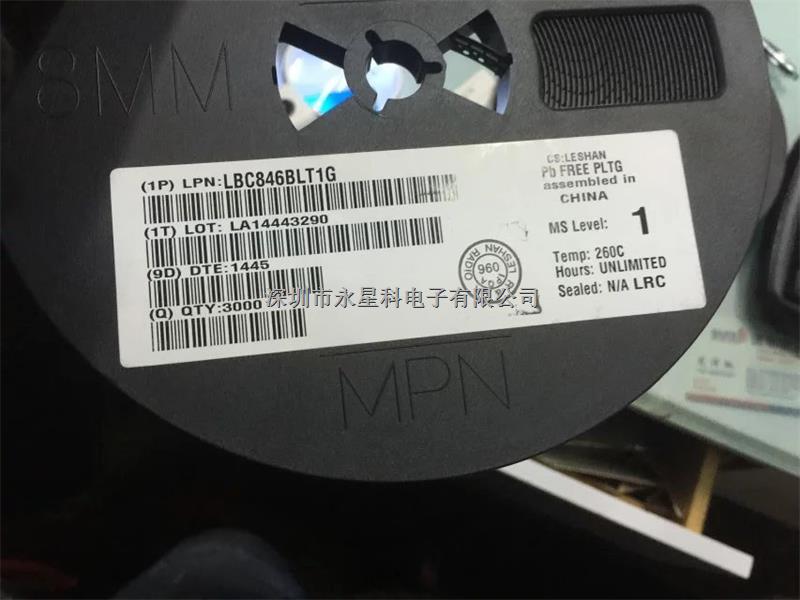 8MM
(1P) LPN:LBC846BLT1G
(1T) LOT: LA14443290
(9D) DTE:1445
(Q) QTY:3000
CS:LESHAN
Pb FREE PLTG
assembled in
CHINA
MS Level: 1
Temp: 260C
Hours: UNLIMITED
Sealed: N/A LRC
LESHAN RADIO
096
深圳市永星科电子有限公司
MPN